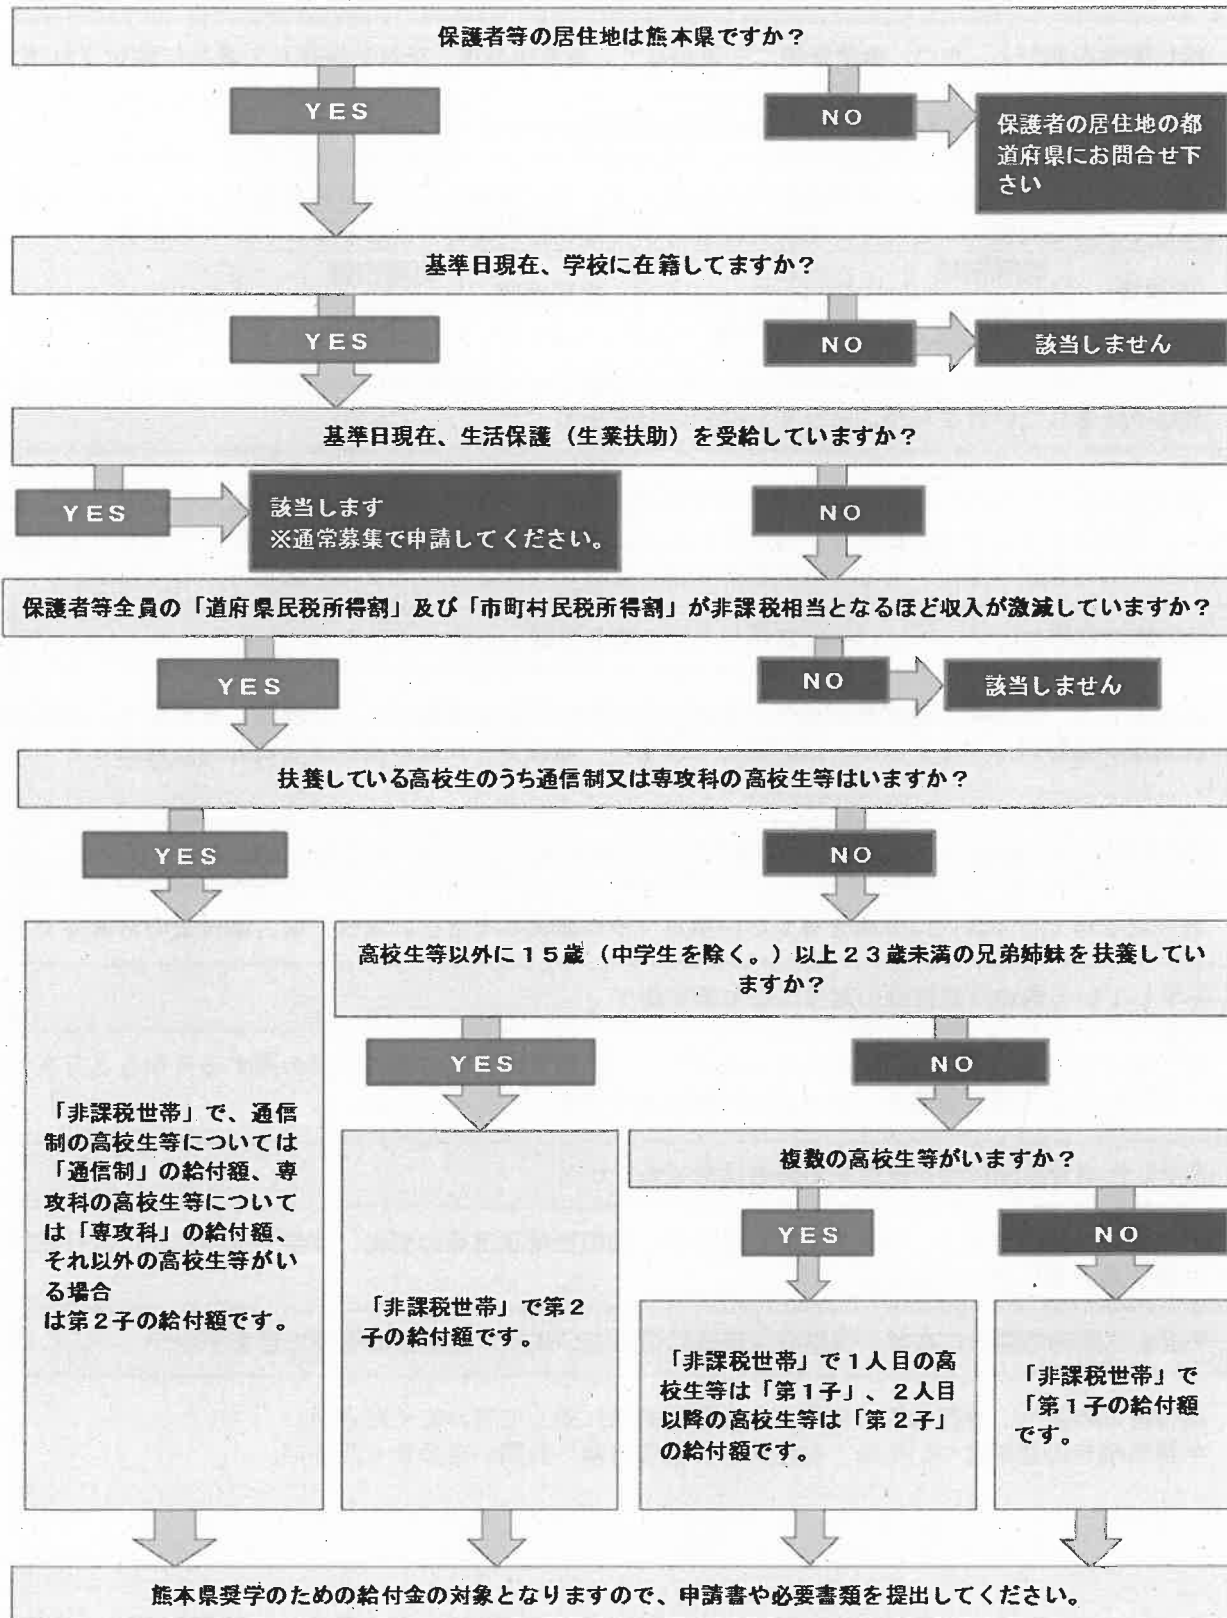 保護者等の居住地は熊本県ですか？
YES
NO
保護者の居住地の都
道府県にお問合せ下
さい
基準日現在、学校に在籍してますか？
YES
NO
該当しません
基準日現在、生活保護（生業扶助）を受給していますか？
YES
該当します
※通常募集で申請してください。
NO
保護者等全員の「道府県民税所得割」及び「市町村民税所得割」が非課税相当となるほど収入が激減していますか？
YES
NO
該当しません
扶養している高校生のうち通信制又は専攻科の高校生等はいますか？
YES
NO
「非課税世帯」で、通信
制の高校生等については
「通信制」の給付額、専
攻科の高校生等について
は「専攻科」の給付額、
それ以外の高校生等がい
る場合
は第２子の給付額です。
高校生等以外に１５歳（中学生を除く。）以上２３歳未満の兄弟姉妹を扶養してい
ますか？
YES
NO
「非課税世帯」で第２
子の給付額です。
複数の高校生等がいますか？
YES
NO
「非課税世帯」で１人目の高
校生等は「第１子」、２人目
以降の高校生等は「第２子」
の給付額です。
「非課税世帯」で
「第１子の給付額
です。
熊本県奨学のための給付金の対象となりますので、申請書や必要書類を提出してください。